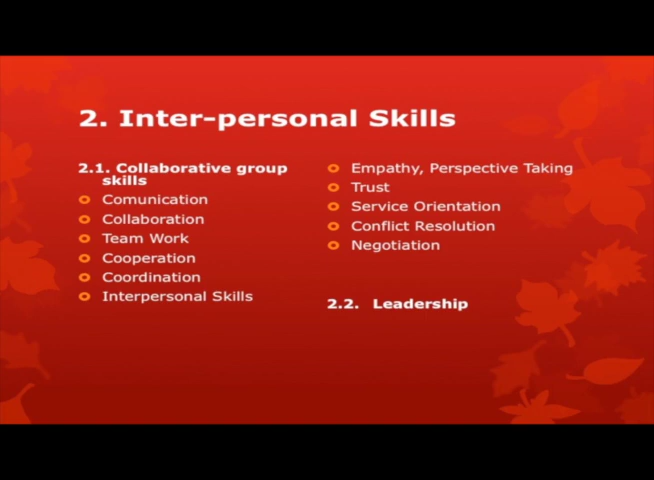 2. Inter-personal Skills
2.1. Collaborative group
skills
Comunication
Collaboration
Team Work
Cooperation
Coordination
Interpersonal Skills
Empathy, Perspective Taking
Trust
Service Orientation
Conflict Resolution
Negotiation
2.2. Leadership